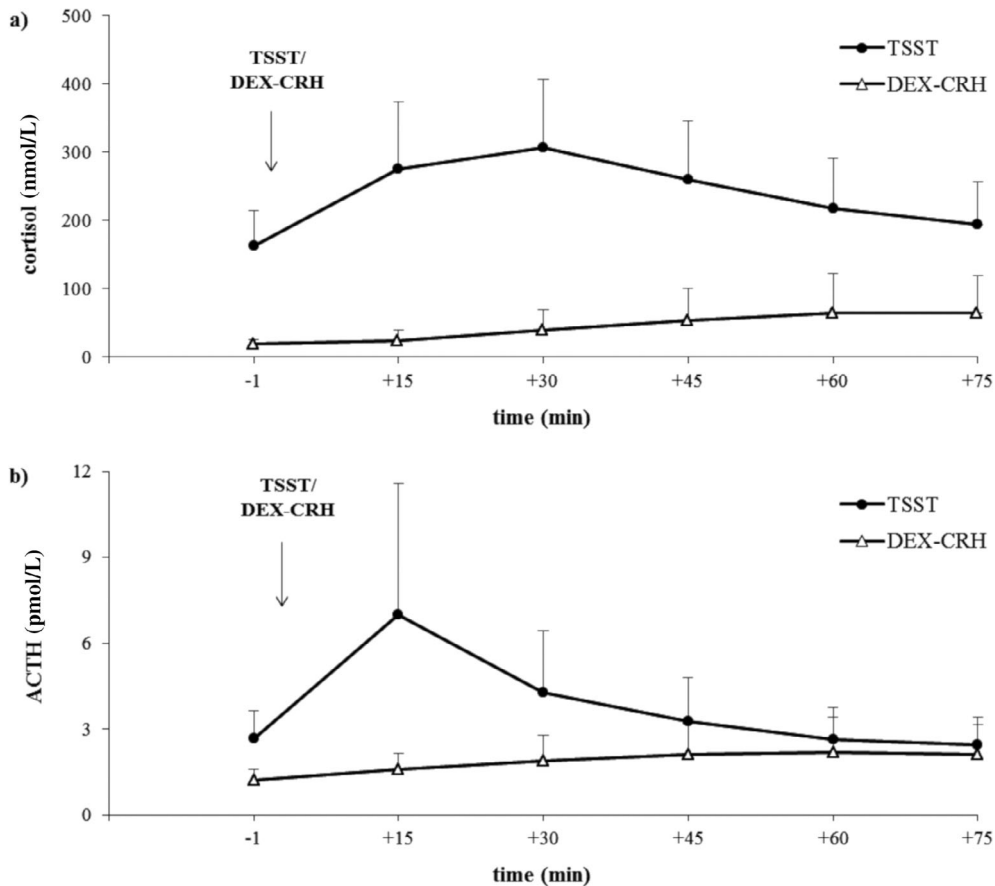 a)
500
400
300
200
100
0
cortisol (nmol/L)
TSST/
DEX-CRH
TSST
DEX-CRH
-1 +15 +30 +45 +60 +75
time (min)
b)
12
9
6
3
0
ACTH (pmol/L)
TSST/
DEX-CRH
TSST
DEX-CRH
-1 +15 +30 +45 +60 +75
time (min)